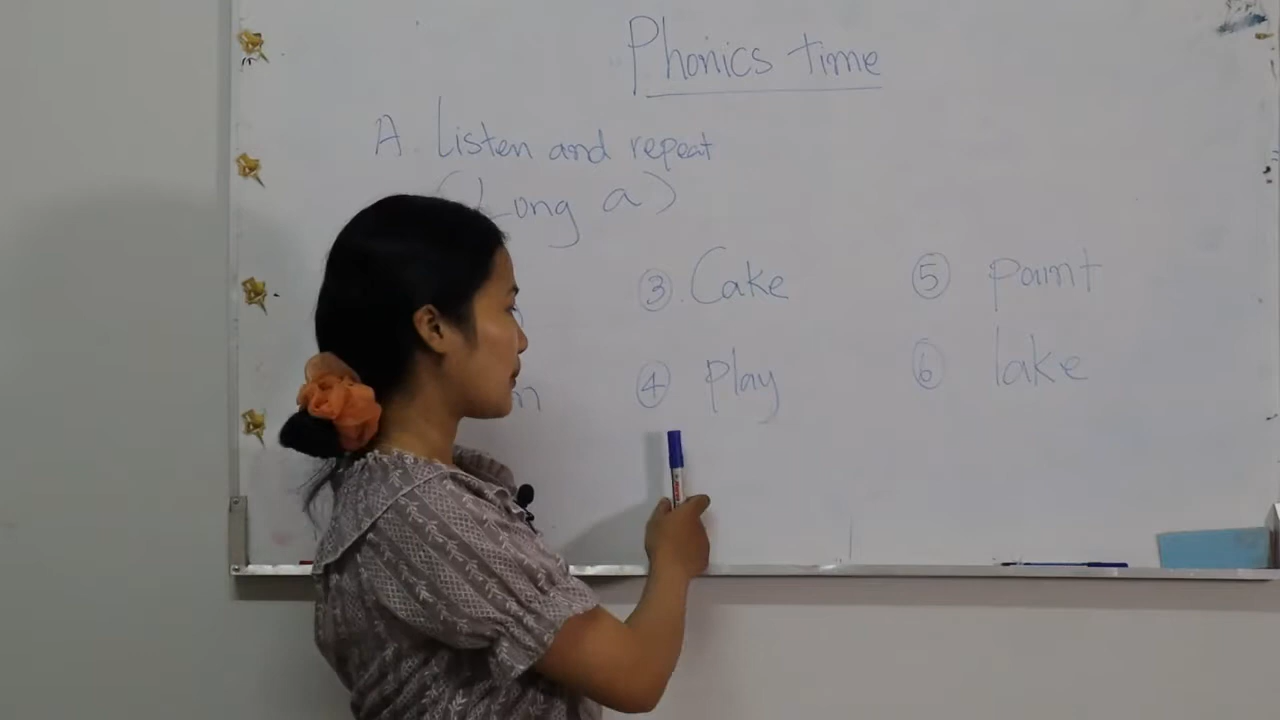 Phonics time
A. Listen and repeat
(Long a)
③. Cake
⑤ paint
④ play
⑥ lake